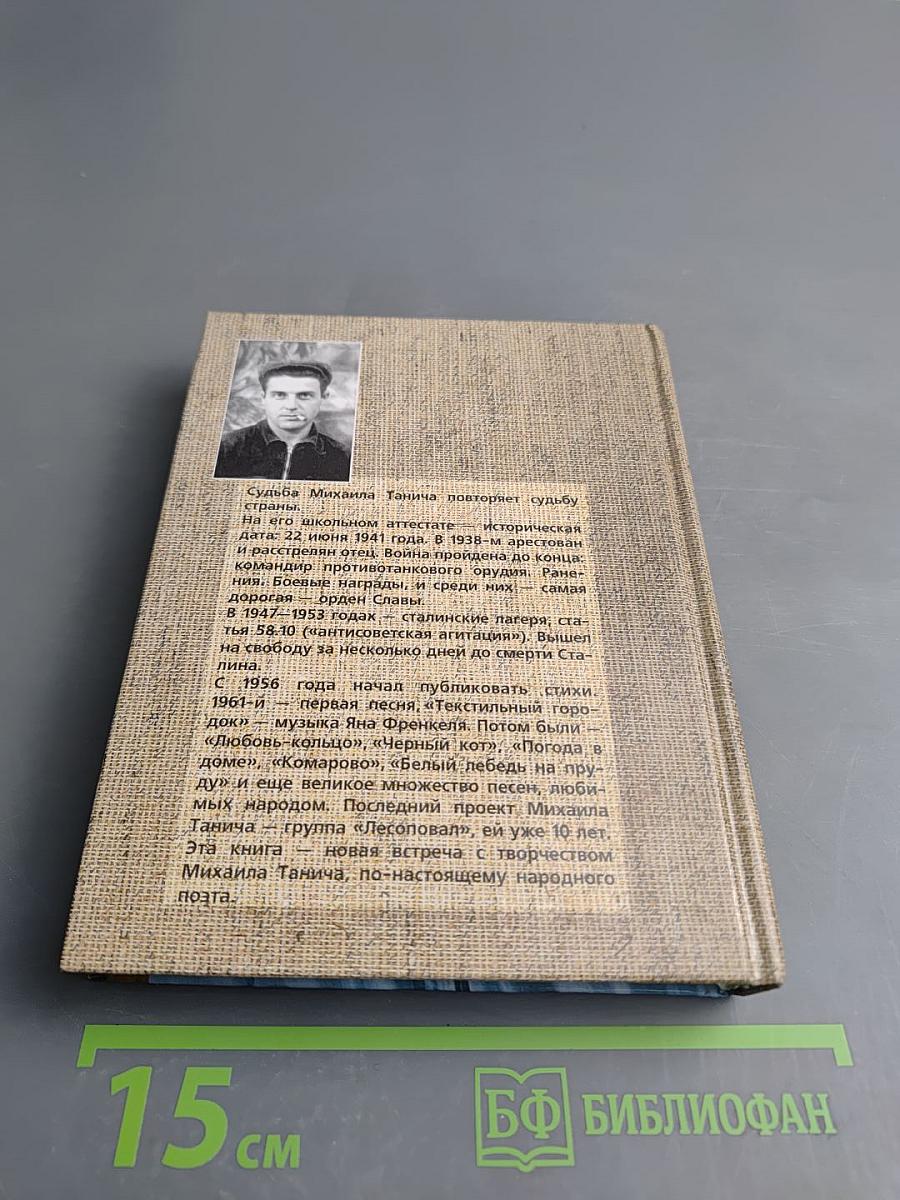 Судьба Михаила Танича повторяет судьбу
страны.
На его школьном аттестате — историческая
дата: 22 июня 1941 года. В 1938-м арестован
и расстрелян отец. Война пройдена до конца:
командир противотанкового орудия. Ране-
ния. Боевые награды, и среди них — самая
дорогая — орден Славы.
В 1947—1953 годах — сталинские лагеря, ста-
тья 58-10 («антисоветская агитация»). Вышел
на свободу за несколько дней до смерти Ста-
лина.
С 1956 года начал публиковать стихи.
1961-й — первая песня «Текстильный горо-
док» — музыка Яна Френкеля. Потом были —
«Любовь-кольцо», «Черный кот», «Погода в
доме», «Комарово», «Белый лебедь на пру-
ду» и еще великое множество песен, люби-
мых народом. Последний проект Михаила
Танича — группа «Лесоповал», ей уже 10 лет.
Эта книга — новая встреча с творчеством
Михаила Танича, по-настоящему народного
поэта.
15 см
БФ БИБЛИОФАН